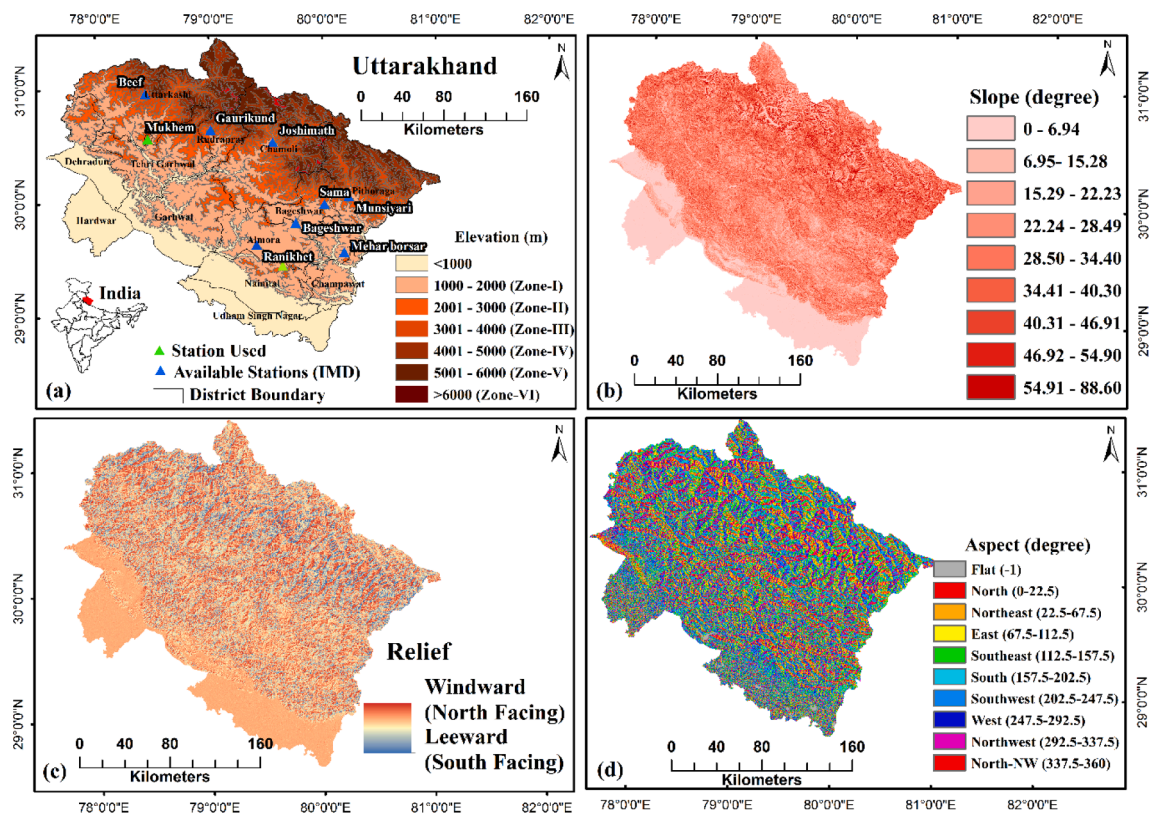 78°0'0"E 79°0'0"E 80°0'0"E 81°0'0"E 82°0'0"E
78°0'0"E 79°0'0"E 80°0'0"E 81°0'0"E 82°0'0"E
(a)
Uttarakhand
N
0 40 80 160
Kilometers
31°0'0"N
30°0'0"N
29°0'0"N
Beef
Uttarkashi
Mukhem
Gaurikund
Rudrapray
Joshimath
Chamoli
Dehradun
Tehri Garhwal
Hardwar
Garhwal
Sama
Pithoraga
Munsiyari
Bageshwar
Bageshwar
Almora
Ranikhet
Mehar borsar
Nainital
Champawat
Udham Singh Nagar
India
Elevation (m)
<1000
1000 - 2000 (Zone-I)
2001 - 3000 (Zone-II)
3001 - 4000 (Zone-III)
4001 - 5000 (Zone-IV)
5001 - 6000 (Zone-V)
>6000 (Zone-VI)
Station Used
Available Stations (IMD)
District Boundary
(b)
N
Slope (degree)
0 - 6.94
6.95- 15.28
15.29 - 22.23
22.24 - 28.49
28.50 - 34.40
34.41 - 40.30
40.31 - 46.91
46.92 - 54.90
54.91 - 88.60
0 40 80 160
Kilometers
31°0'0"N
30°0'0"N
29°0'0"N
(c)
N
Relief
Windward
(North Facing)
Leeward
(South Facing)
0 40 80 160
Kilometers
31°0'0"N
30°0'0"N
29°0'0"N
78°0'0"E 79°0'0"E 80°0'0"E 81°0'0"E 82°0'0"E
(d)
N
Aspect (degree)
Flat (-1)
North (0-22.5)
Northeast (22.5-67.5)
East (67.5-112.5)
Southeast (112.5-157.5)
South (157.5-202.5)
Southwest (202.5-247.5)
West (247.5-292.5)
Northwest (292.5-337.5)
North-NW (337.5-360)
0 40 80 160
Kilometers
31°0'0"N
30°0'0"N
29°0'0"N
78°0'0"E 79°0'0"E 80°0'0"E 81°0'0"E 82°0'0"E